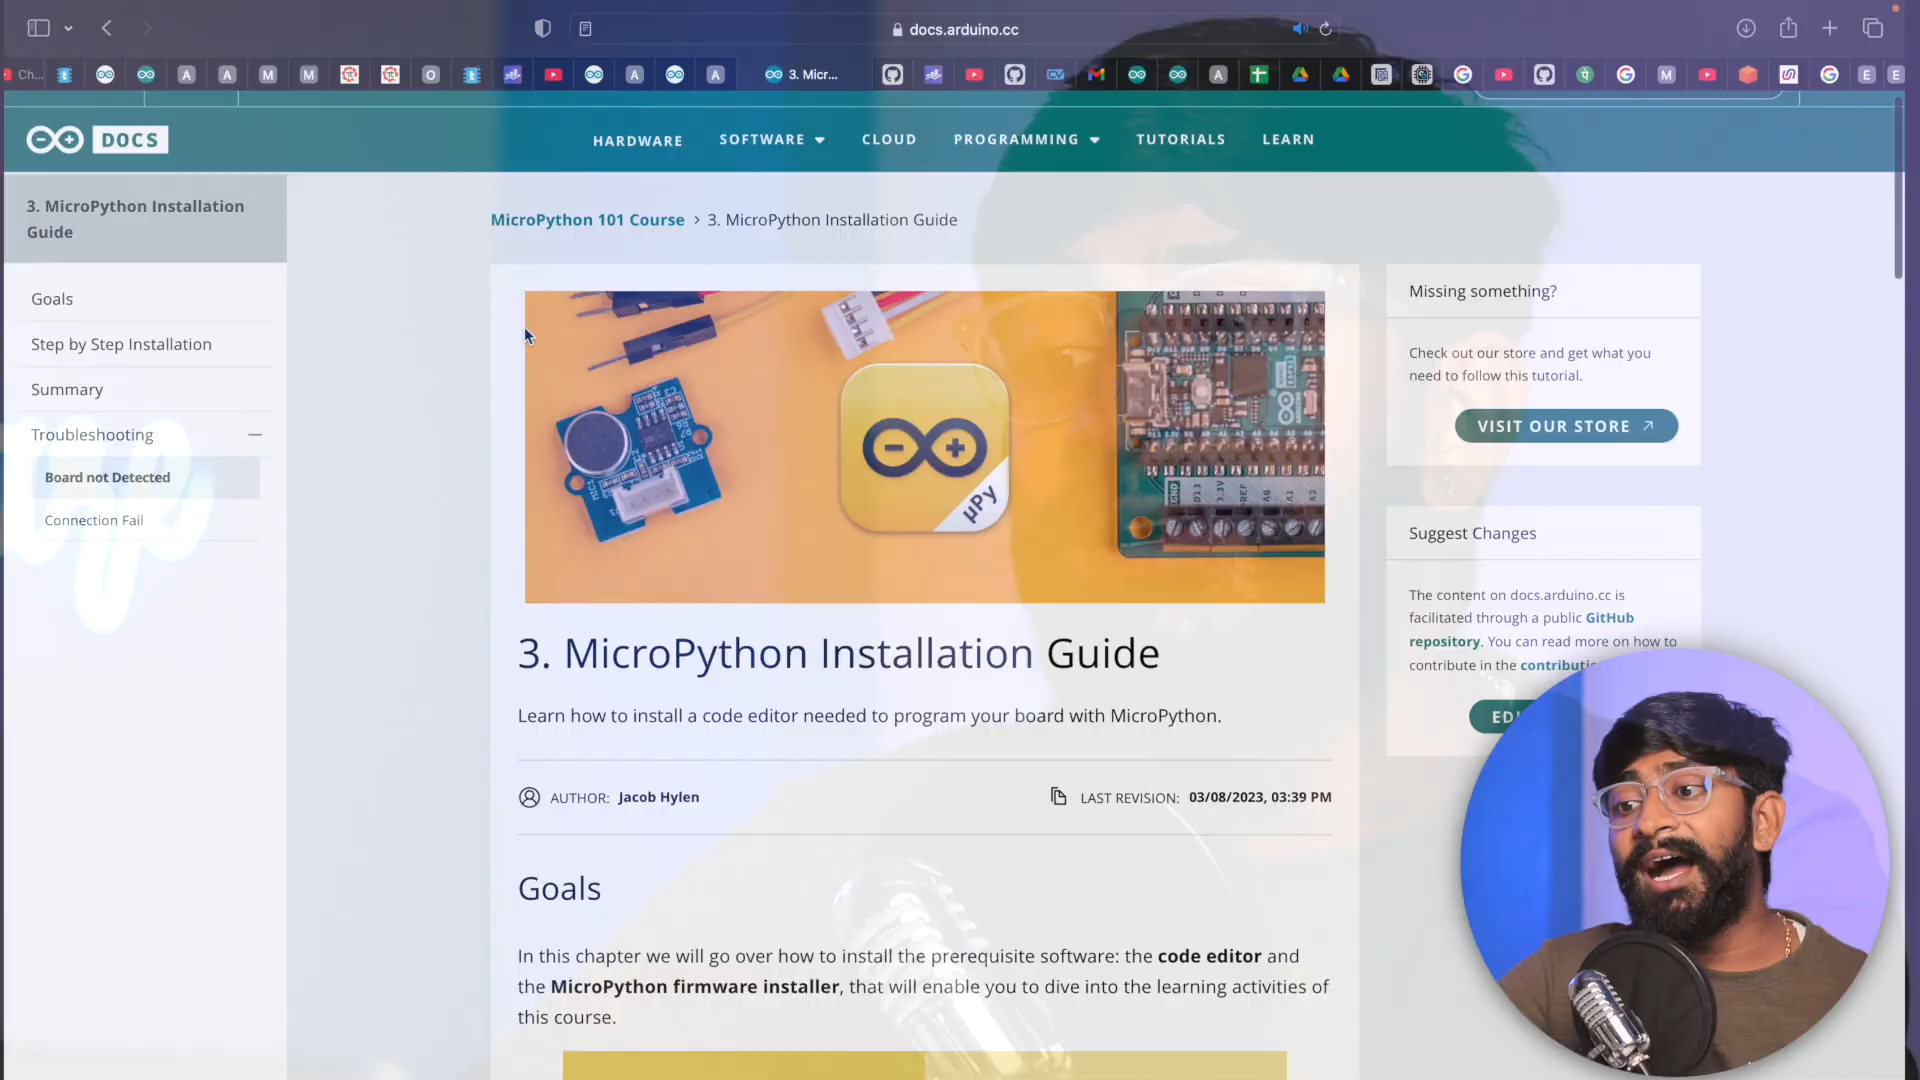 docs.arduino.cc
Ch...
3. Micr...
DOCS
HARDWARE
SOFTWARE
CLOUD
PROGRAMMING
TUTORIALS
LEARN
3. MicroPython Installation
Guide
Goals
Step by Step Installation
Summary
Troubleshooting
Board not Detected
Connection Fail
MicroPython 101 Course › 3. MicroPython Installation Guide
μPy
3. MicroPython Installation Guide
Learn how to install a code editor needed to program your board with MicroPython.
AUTHOR: Jacob Hylen
LAST REVISION: 03/08/2023, 03:39 PM
Goals
In this chapter we will go over how to install the prerequisite software: the code editor and
the MicroPython firmware installer, that will enable you to dive into the learning activities of
this course.
Missing something?
Check out our store and get what you
need to follow this tutorial.
VISIT OUR STORE
Suggest Changes
The content on docs.arduino.cc is
facilitated through a public GitHub
repository. You can read more on how to
contribute in the